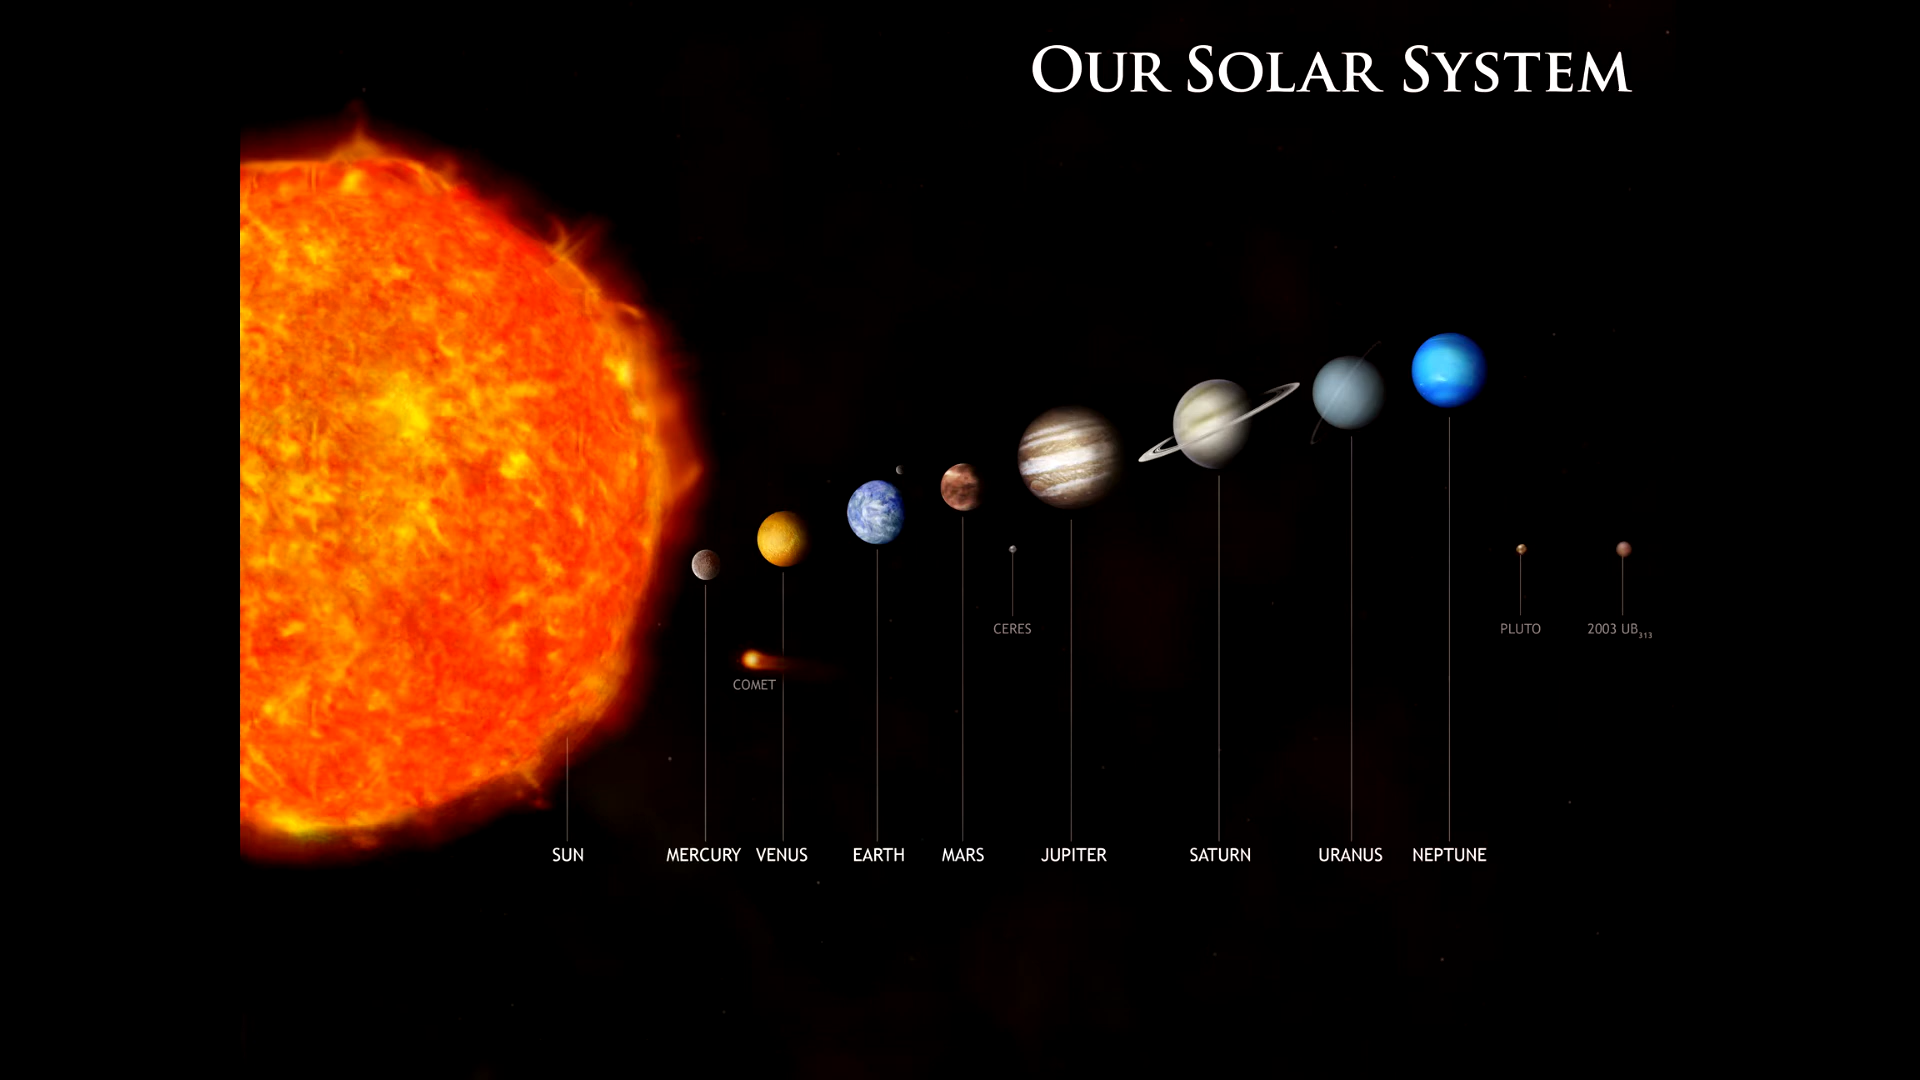 OUR SOLAR SYSTEM
CERES
PLUTO
2003 UB313
COMET
SUN
MERCURY
VENUS
EARTH
MARS
JUPITER
SATURN
URANUS
NEPTUNE